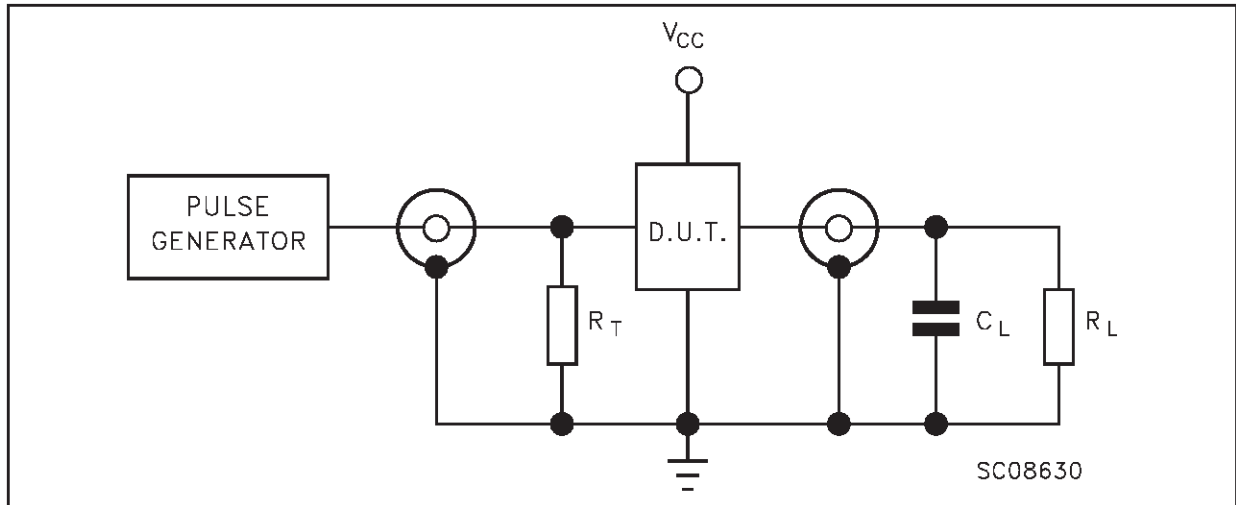 VCC
PULSE
GENERATOR
D.U.T.
RT
CL
RL
SC08630